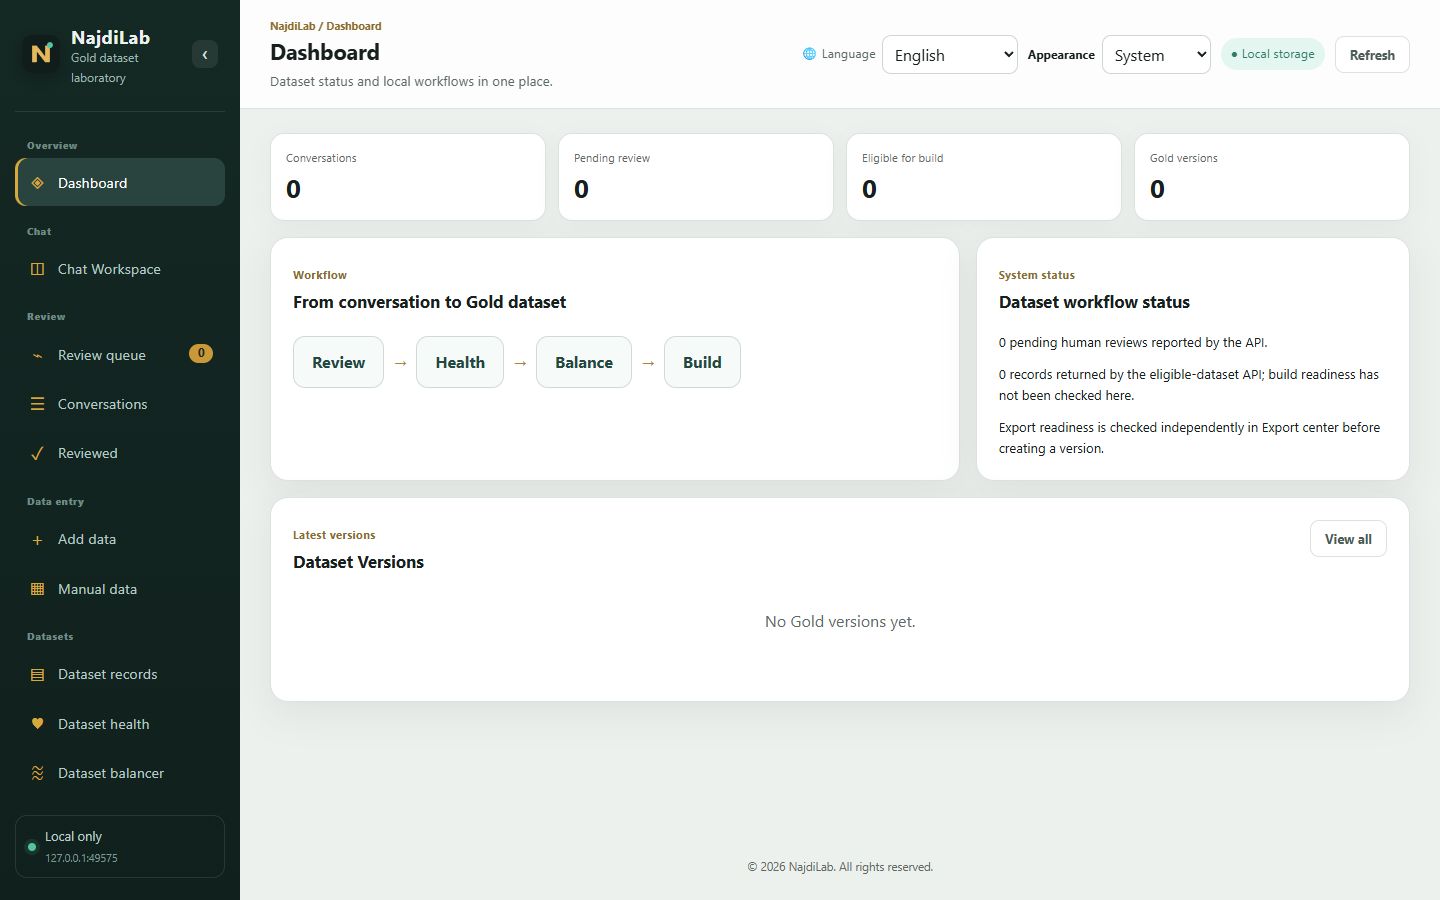 NajdiLab
Gold dataset
laboratory
Overview
Dashboard
Chat
Chat Workspace
Review
Review queue 0
Conversations
Reviewed
Data entry
Add data
Manual data
Datasets
Dataset records
Dataset health
Dataset balancer
Local only
127.0.0.1:49575
NajdiLab / Dashboard
Dashboard
Dataset status and local workflows in one place.
Language English Appearance System Local storage Refresh
Conversations
0
Pending review
0
Eligible for build
0
Gold versions
0
Workflow
From conversation to Gold dataset
Review → Health → Balance → Build
System status
Dataset workflow status
0 pending human reviews reported by the API.
0 records returned by the eligible-dataset API; build readiness has
not been checked here.
Export readiness is checked independently in Export center before
creating a version.
Latest versions
Dataset Versions
View all
No Gold versions yet.
© 2026 NajdiLab. All rights reserved.